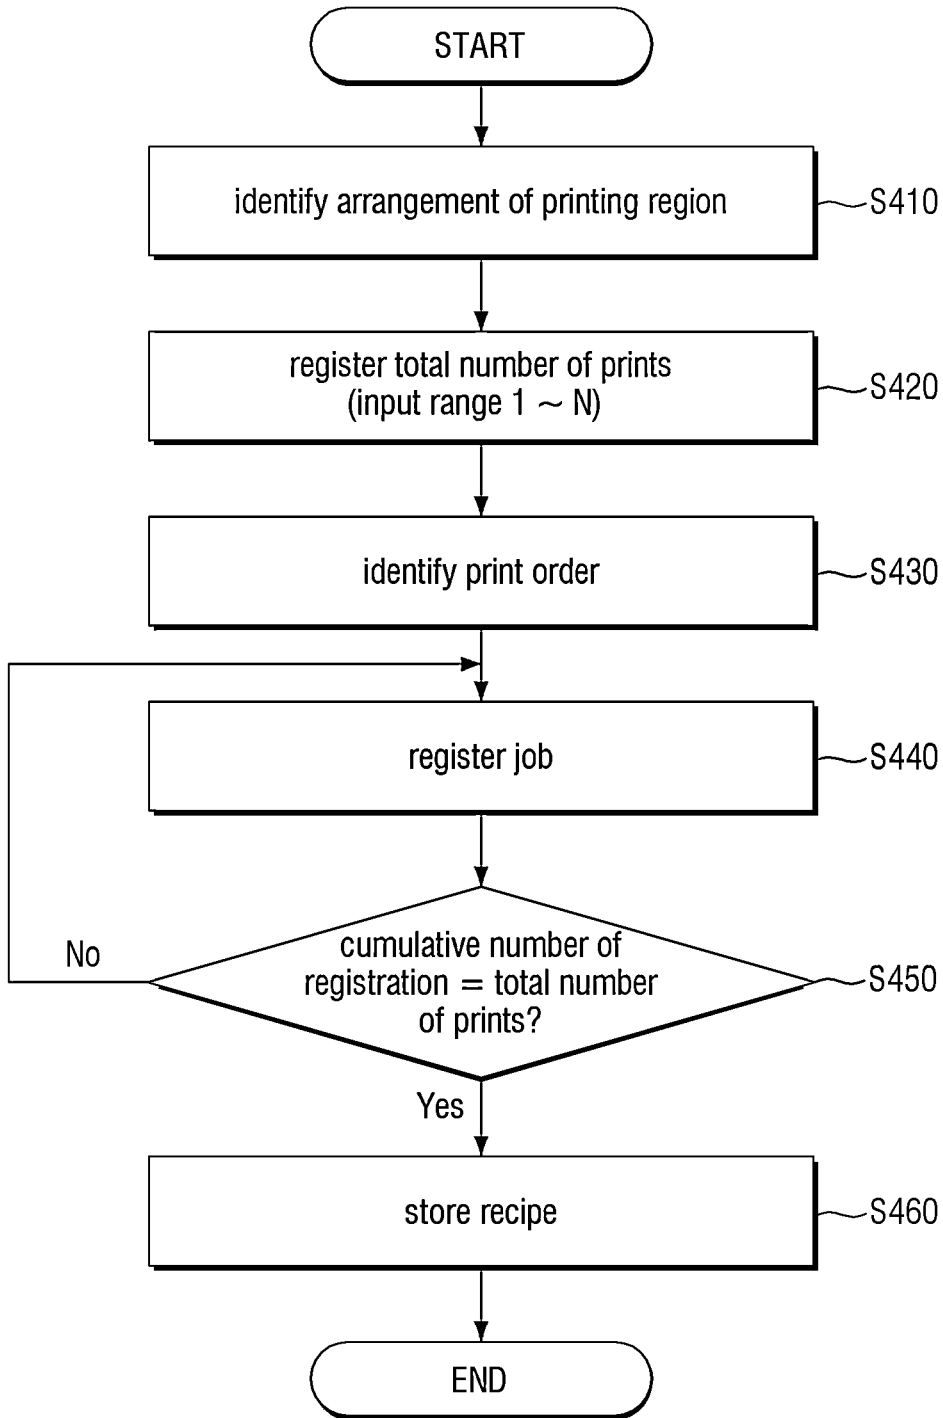 START
identify arrangement of printing region
S410
register total number of prints
(input range 1 ~ N)
S420
identify print order
S430
register job
S440
cumulative number of
registration = total number
of prints?
S450
No
Yes
store recipe
S460
END